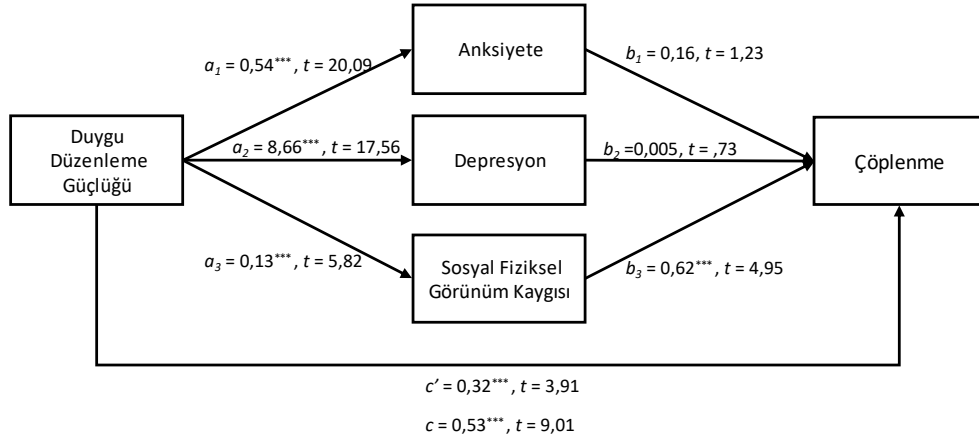 Anksiyete
a₁ = 0,54***, t = 20,09
b₁ = 0,16, t = 1,23
Duygu
Düzenleme
Güçlüğü
a₂ = 8,66***, t = 17,56
Depresyon
b₂ =0,005, t = ,73
Çöplenme
a₃ = 0,13***, t = 5,82
Sosyal Fiziksel
Görünüm Kaygısı
b₃ = 0,62***, t = 4,95
c’ = 0,32***, t = 3,91
c = 0,53***, t = 9,01